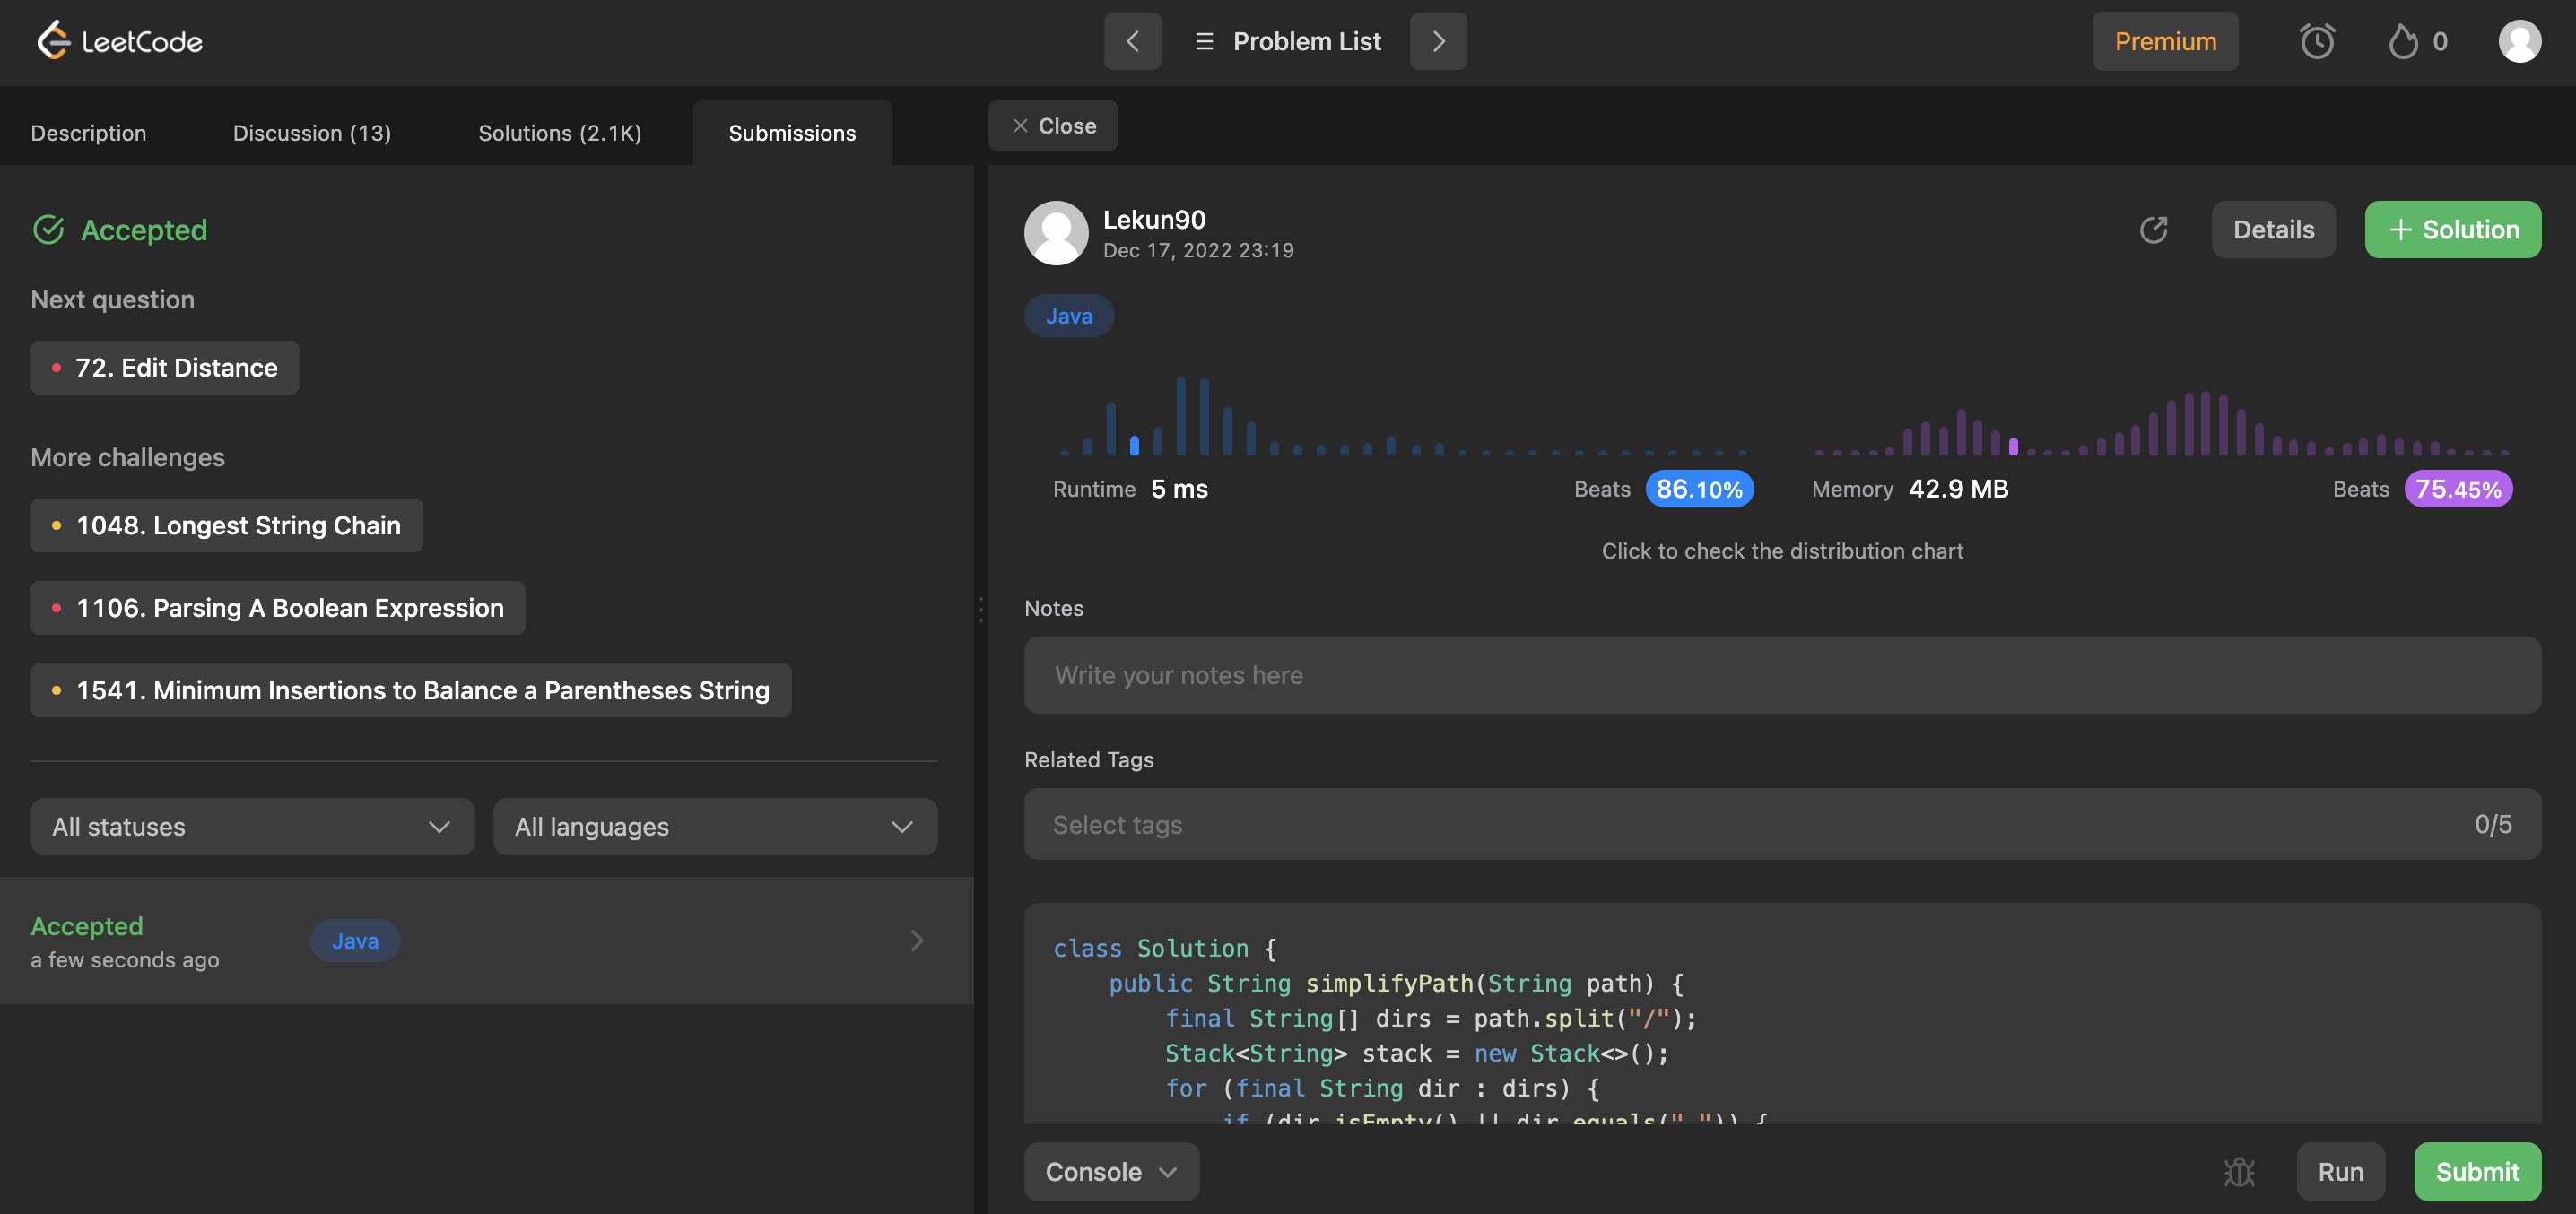 LeetCode
Problem List
Premium
0
Description
Discussion (13)
Solutions (2.1K)
Submissions
Close
Accepted
Next question
72. Edit Distance
More challenges
1048. Longest String Chain
1106. Parsing A Boolean Expression
1541. Minimum Insertions to Balance a Parentheses String
All statuses
All languages
Accepted
a few seconds ago
Java
Lekun90
Dec 17, 2022 23:19
Details
+ Solution
Java
Runtime 5 ms
Beats 86.10%
Memory 42.9 MB
Beats 75.45%
Click to check the distribution chart
Notes
Write your notes here
Related Tags
Select tags
0/5
class Solution {
    public String simplifyPath(String path) {
        final String[] dirs = path.split("/");
        Stack<String> stack = new Stack<>();
        for (final String dir : dirs) {
            if (dir.isEmpty() || dir.equals(".")) {
Console
Run
Submit